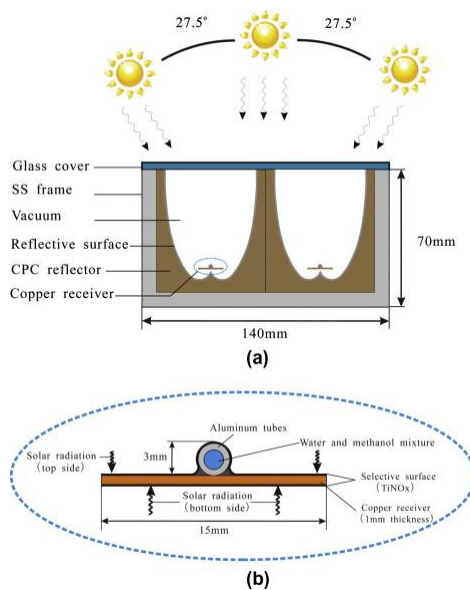 27.5°
27.5°
Glass cover
SS frame
Vacuum
Reflective surface
CPC reflector
Copper receiver
70mm
140mm
(a)
Aluminum tubes
Water and methanol mixture
Solar radiation
(top side)
3mm
Selective surface
(TiNOx)
Solar radiation
(bottom side)
Copper receiver
(1mm thickness)
15mm
(b)